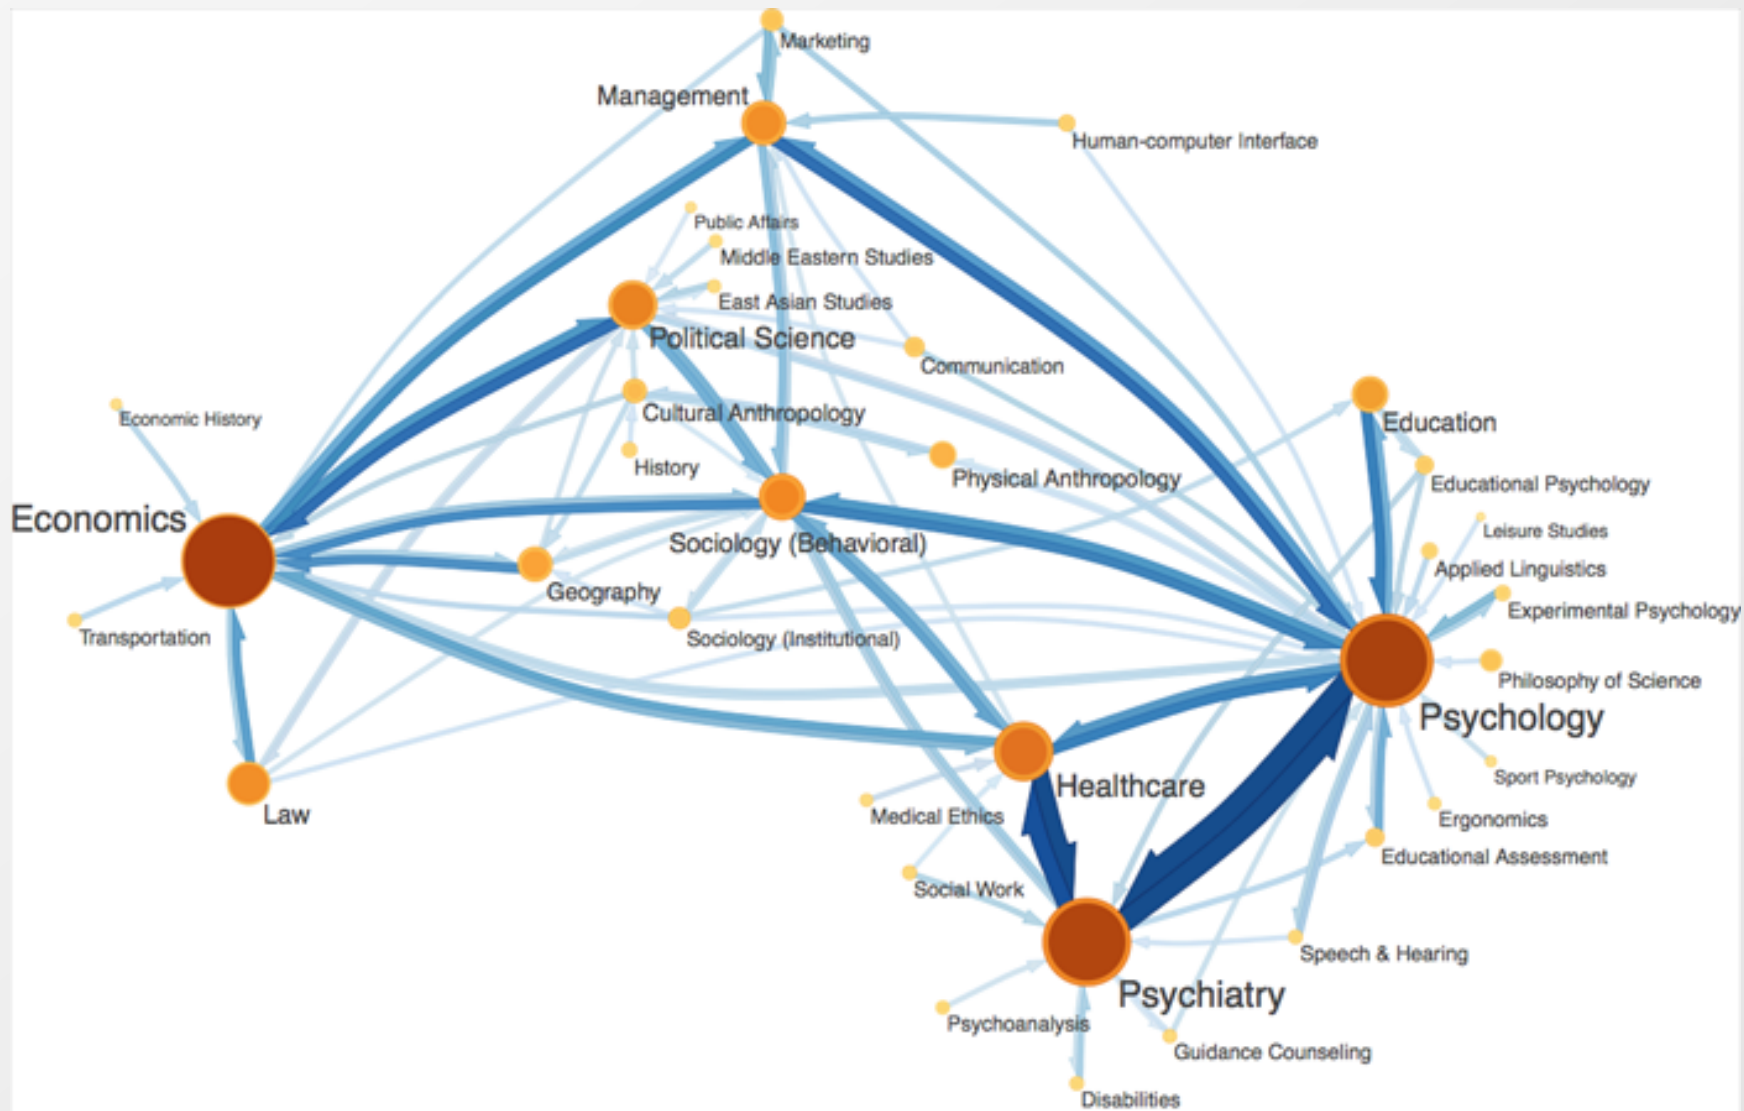 Marketing
Management
Human-computer Interface
Public Affairs
Middle Eastern Studies
East Asian Studies
Political Science
Communication
Economic History
Cultural Anthropology
Education
History
Physical Anthropology
Educational Psychology
Economics
Leisure Studies
Sociology (Behavioral)
Applied Linguistics
Geography
Experimental Psychology
Transportation
Sociology (Institutional)
Philosophy of Science
Psychology
Sport Psychology
Healthcare
Law
Medical Ethics
Ergonomics
Educational Assessment
Social Work
Speech & Hearing
Psychiatry
Psychoanalysis
Guidance Counseling
Disabilities